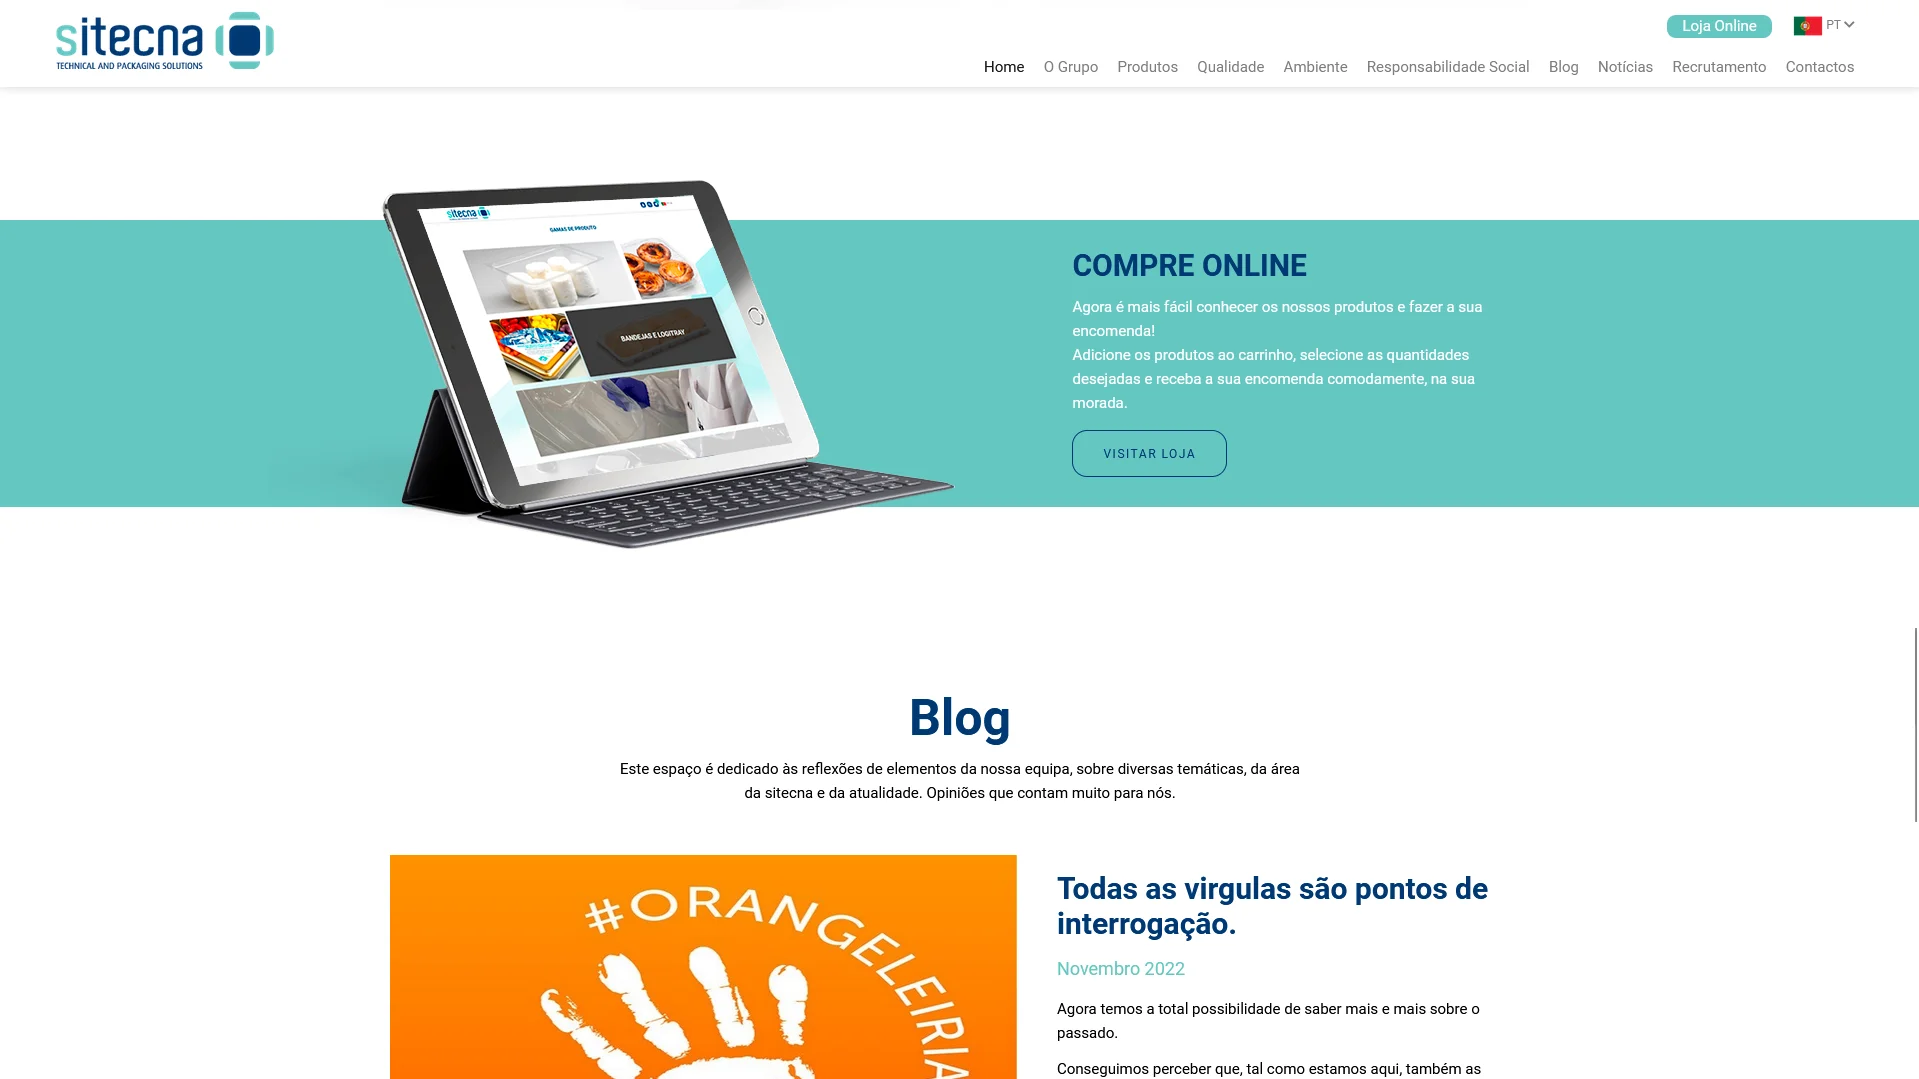 sitecna
TECHNICAL AND PACKAGING SOLUTIONS
Loja Online
PT
Home O Grupo Produtos Qualidade Ambiente Responsabilidade Social Blog Notícias Recrutamento Contactos
sitecna
GAMAS DE PRODUTO
BANDEJAS E LOGITRAY
COMPRE ONLINE
Agora é mais fácil conhecer os nossos produtos e fazer a sua
encomenda!
Adicione os produtos ao carrinho, selecione as quantidades
desejadas e receba a sua encomenda comodamente, na sua
morada.
VISITAR LOJA
Blog
Este espaço é dedicado às reflexões de elementos da nossa equipa, sobre diversas temáticas, da área
da sitecna e da atualidade. Opiniões que contam muito para nós.
#ORANGELEIRIA
Todas as virgulas são pontos de
interrogação.
Novembro 2022
Agora temos a total possibilidade de saber mais e mais sobre o
passado.
Conseguimos perceber que, tal como estamos aqui, também as